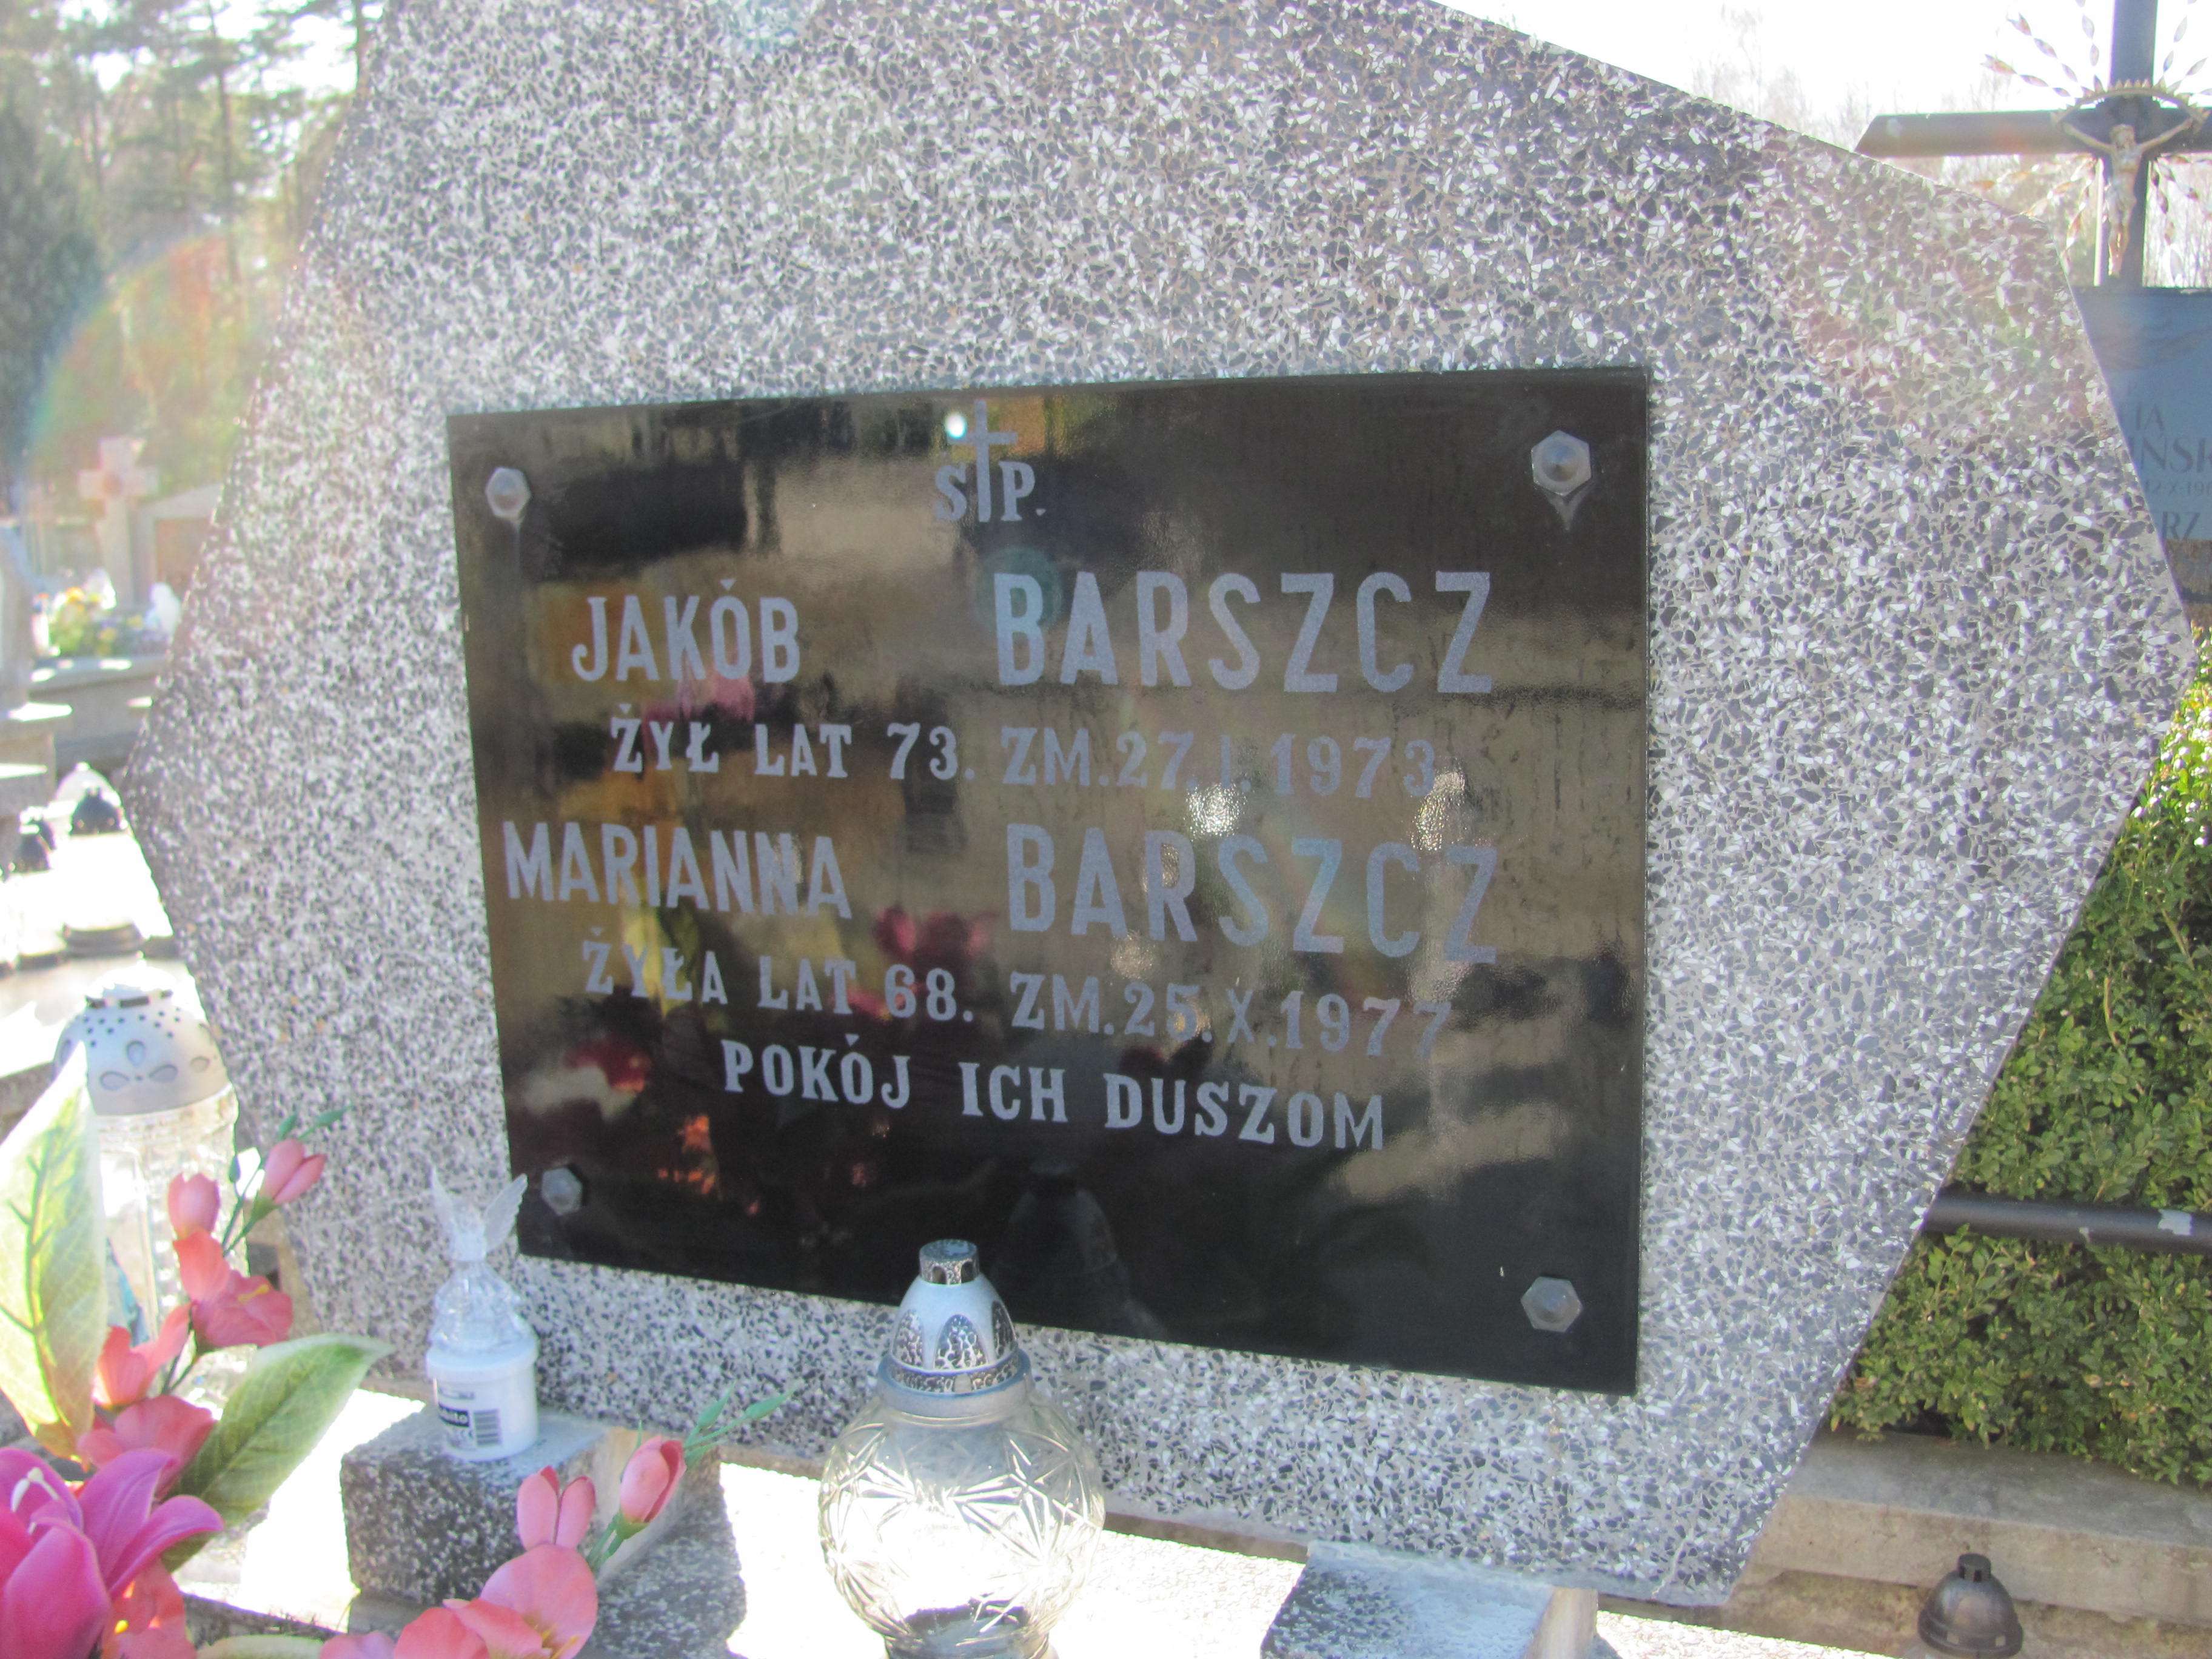 S†P.
JAKÓB BARSZCZ
ŻYŁ LAT 73. ZM. 27. I. 1973
MARIANNA BARSZCZ
ŻYŁA LAT 68. ZM. 25. X. 1977
POKÓJ ICH DUSZOM